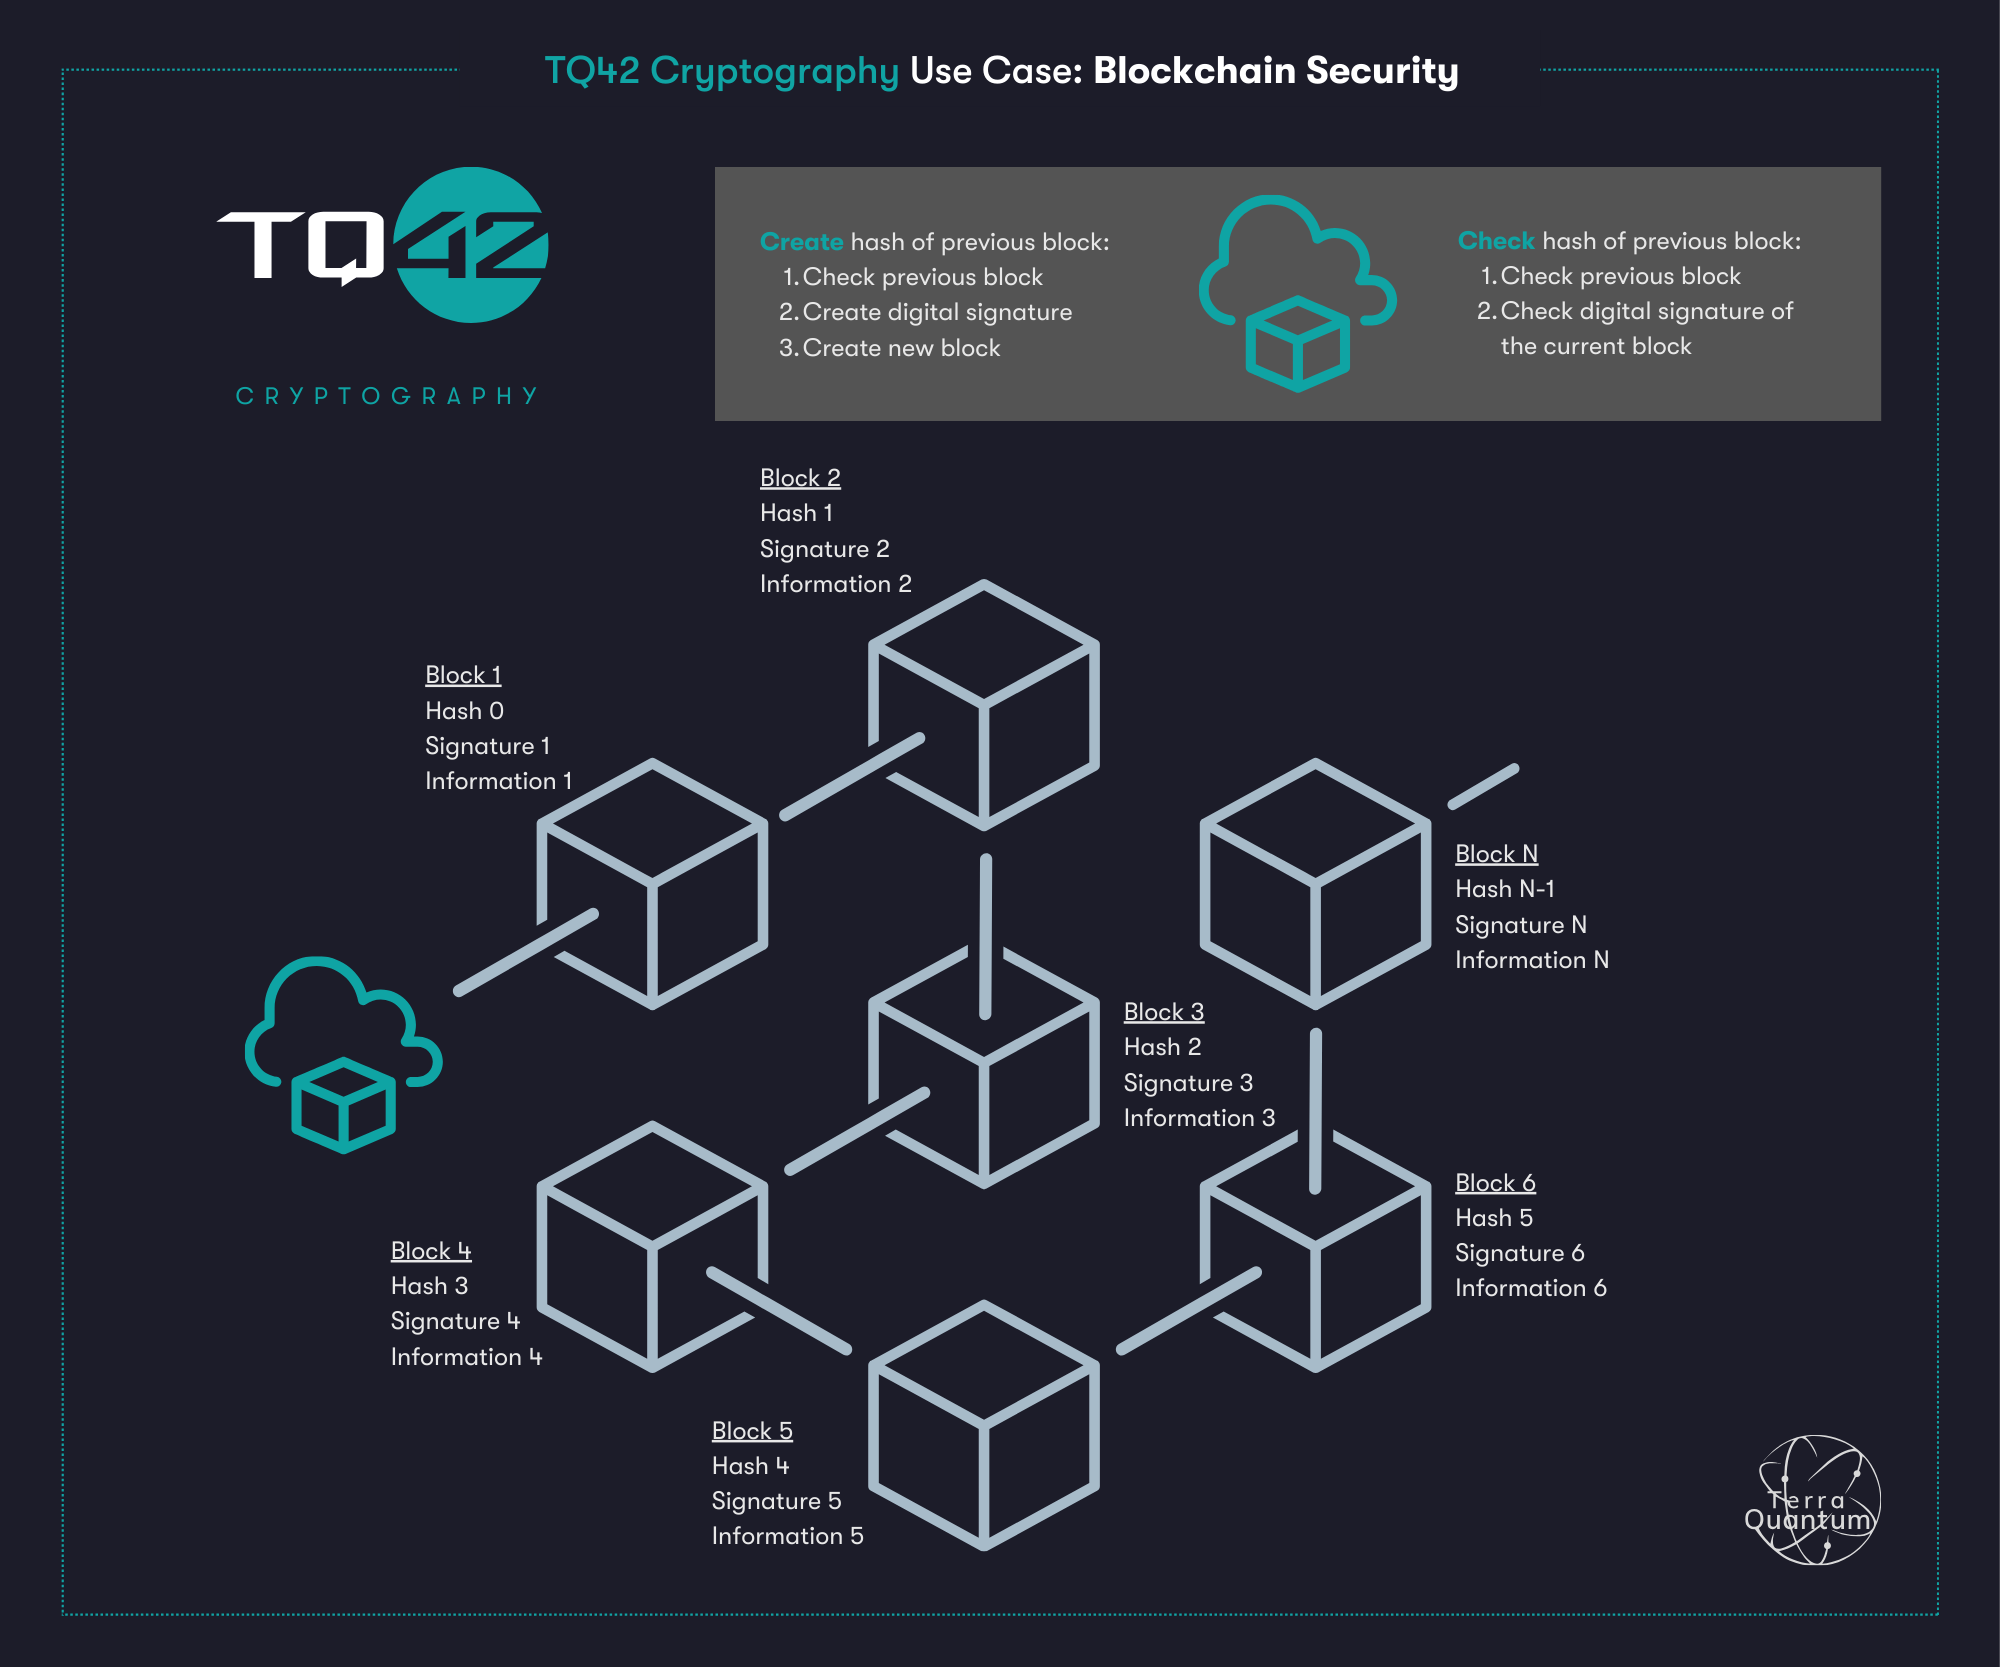 TQ42 Cryptography Use Case: Blockchain Security
TQ42
CRYPTOGRAPHY
Create hash of previous block:
1. Check previous block
2. Create digital signature
3. Create new block
Check hash of previous block:
1. Check previous block
2. Check digital signature of
the current block
Block 2
Hash 1
Signature 2
Information 2
Block 1
Hash 0
Signature 1
Information 1
Block N
Hash N-1
Signature N
Information N
Block 3
Hash 2
Signature 3
Information 3
Block 6
Hash 5
Signature 6
Information 6
Block 4
Hash 3
Signature 4
Information 4
Block 5
Hash 4
Signature 5
Information 5
Terra
Quantum